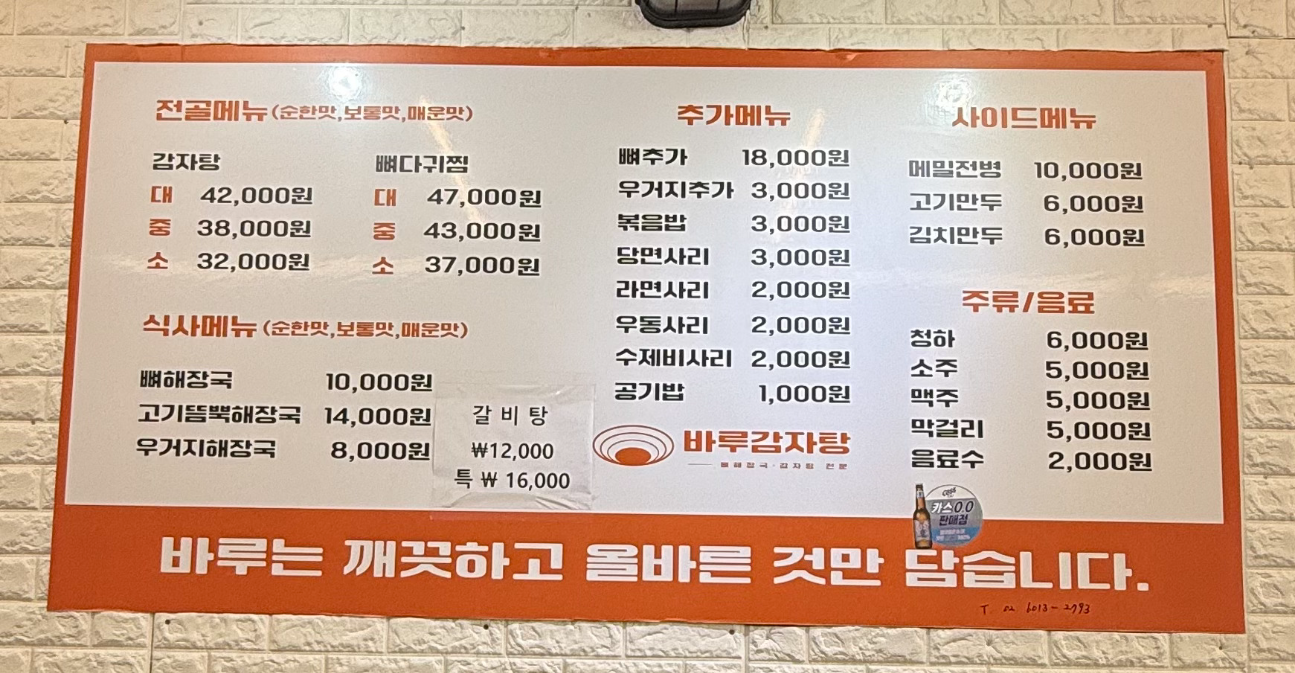 전골메뉴 (순한맛,보통맛,매운맛)
감자탕
대 42,000원
중 38,000원
소 32,000원
뼈다귀찜
대 47,000원
중 43,000원
소 37,000원
식사메뉴 (순한맛,보통맛,매운맛)
뼈해장국 10,000원
고기듬뿍해장국 14,000원
우거지해장국 8,000원
갈비탕
₩12,000
특 ₩ 16,000
추가메뉴
뼈추가 18,000원
우거지추가 3,000원
볶음밥 3,000원
당면사리 3,000원
라면사리 2,000원
우동사리 2,000원
수제비사리 2,000원
공기밥 1,000원
바루감자탕
뼈해장국·감자탕 전문
사이드메뉴
메밀전병 10,000원
고기만두 6,000원
김치만두 6,000원
주류/음료
청하 6,000원
소주 5,000원
맥주 5,000원
막걸리 5,000원
음료수 2,000원
Cass
카스0.0
판매점
바루는 깨끗하고 올바른 것만 담습니다.
T. 02 6013-2793